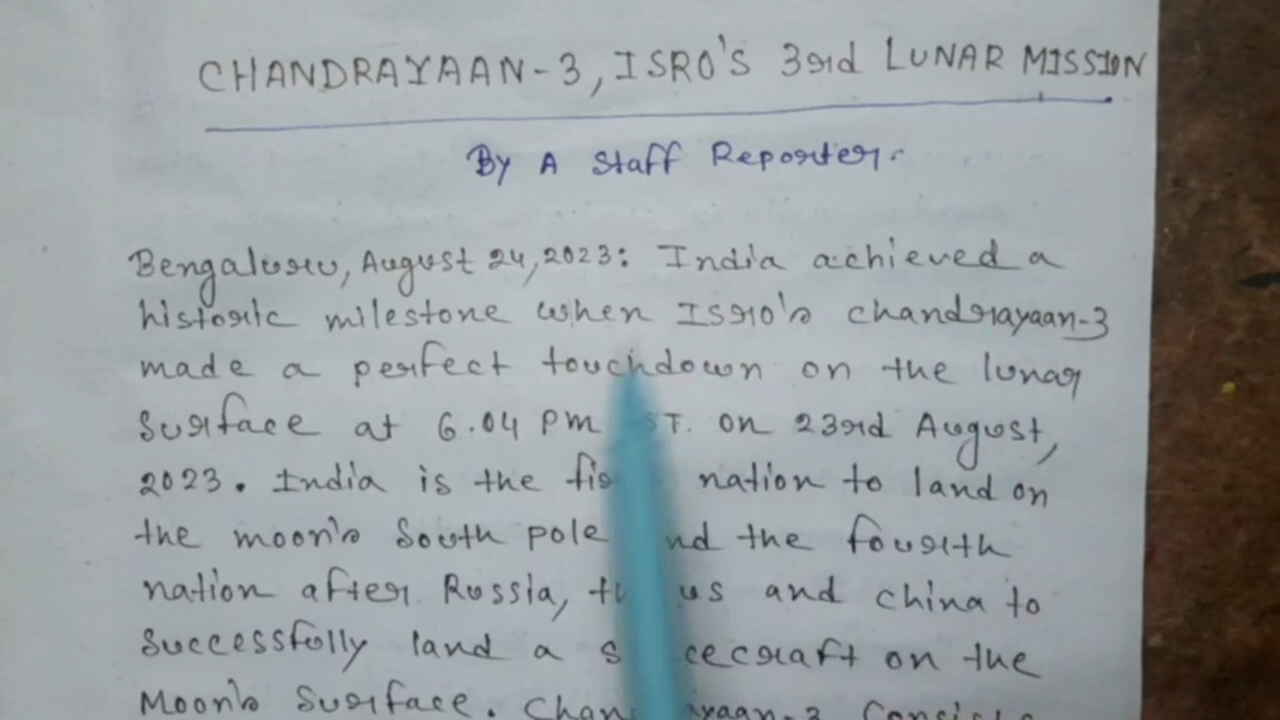 CHANDRAYAAN-3, ISRO'S 3rd LUNAR MISSION
By A Staff Reporter.
Bengaluru, August 24, 2023: India achieved a
historic milestone when ISRO's chandrayaan-3
made a perfect touchdown on the lunar
surface at 6.04 PM on 23rd August,
2023. India is the nation to land on
the moon's South pole the fourth
nation after Russia, US and China to
Successfully land a on the
Moon's Surface.